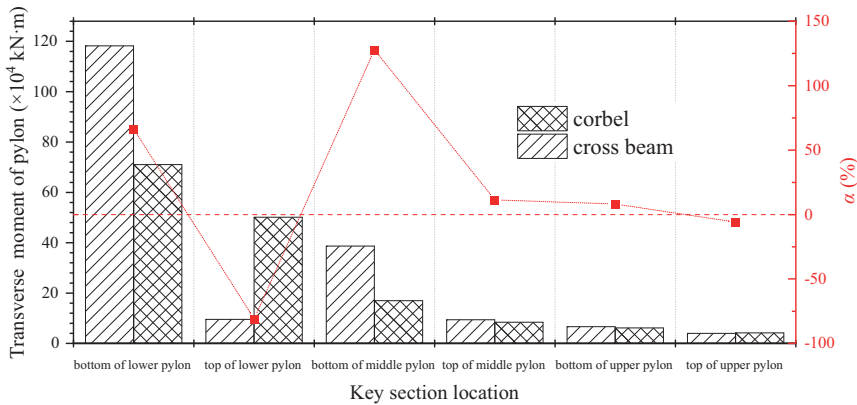 Transverse moment of pylon (×10⁴ kN·m)
120
100
80
60
40
20
0
corbel
cross beam
150
100
50
0
-50
-100
α (%)
bottom of lower pylon
top of lower pylon
bottom of middle pylon
top of middle pylon
bottom of upper pylon
top of upper pylon
Key section location